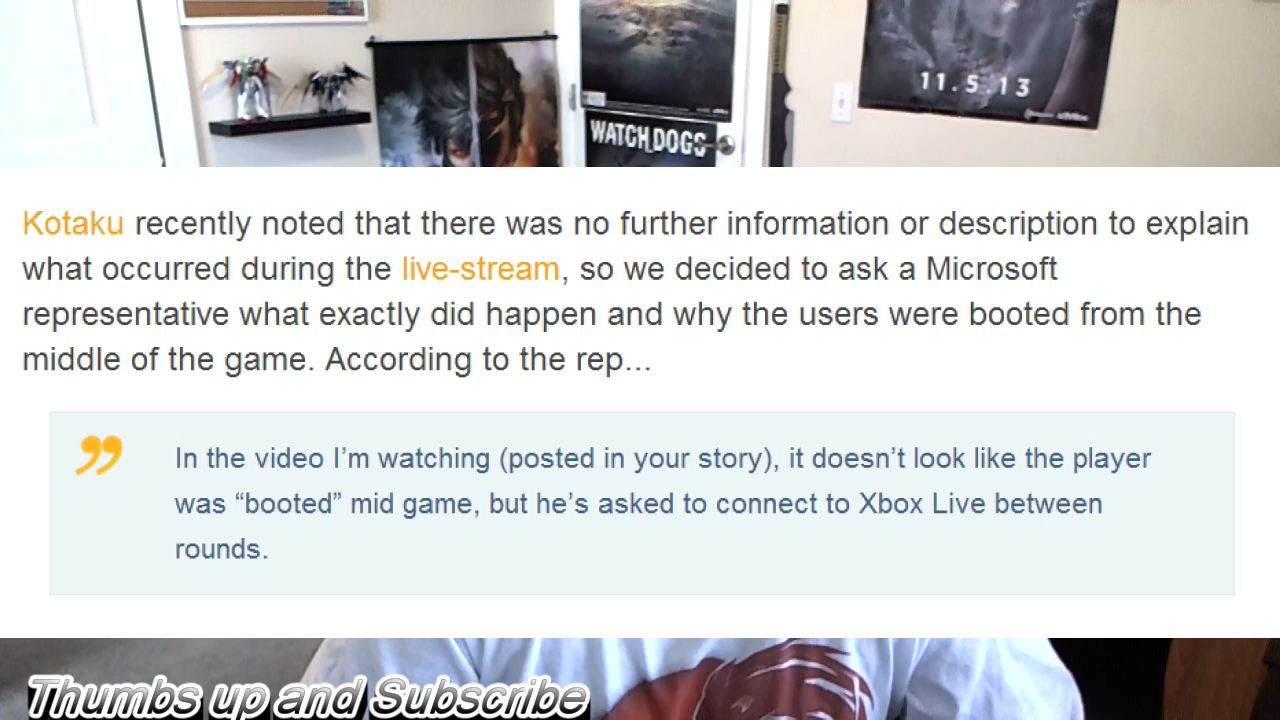 11.5.13
WATCH_DOGS
Kotaku recently noted that there was no further information or description to explain
what occurred during the live-stream, so we decided to ask a Microsoft
representative what exactly did happen and why the users were booted from the
middle of the game. According to the rep...
In the video I’m watching (posted in your story), it doesn’t look like the player
was “booted” mid game, but he’s asked to connect to Xbox Live between
rounds.
Thumbs up and Subscribe